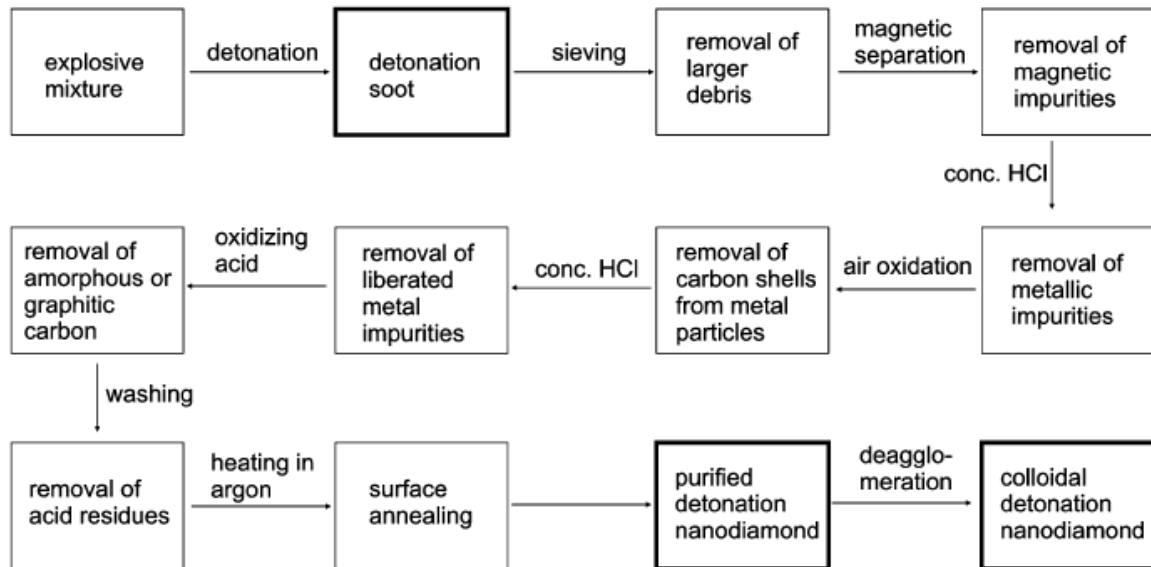 explosive
mixture
detonation
detonation
soot
sieving
removal of
larger
debris
magnetic
separation
removal of
magnetic
impurities
conc. HCl
removal of
metallic
impurities
air oxidation
removal of
carbon shells
from metal
particles
conc. HCl
removal of
liberated
metal
impurities
oxidizing
acid
removal of
amorphous or
graphitic
carbon
washing
removal of
acid residues
heating in
argon
surface
annealing
purified
detonation
nanodiamond
deagglo-
meration
colloidal
detonation
nanodiamond